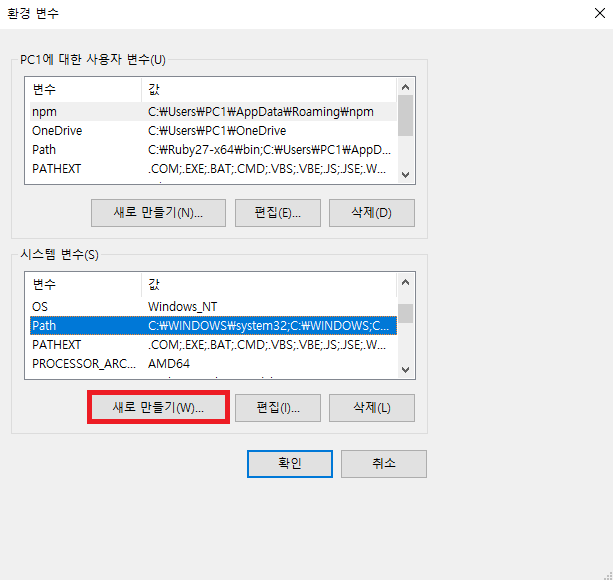 환경 변수
PC1에 대한 사용자 변수(U)
변수 값
npm C:₩Users₩PC1₩AppData₩Roaming₩npm
OneDrive C:₩Users₩PC1₩OneDrive
Path C:₩Ruby27-x64₩bin;C:₩Users₩PC1₩AppD...
PATHEXT .COM;.EXE;.BAT;.CMD;.VBS;.VBE;.JS;.JSE;.W...
새로 만들기(N)... 편집(E)... 삭제(D)
시스템 변수(S)
변수 값
OS Windows_NT
Path C:₩WINDOWS₩system32;C:₩WINDOWS;C...
PATHEXT .COM;.EXE;.BAT;.CMD;.VBS;.VBE;.JS;.JSE;.W...
PROCESSOR_ARC... AMD64
새로 만들기(W)... 편집(I)... 삭제(L)
확인 취소